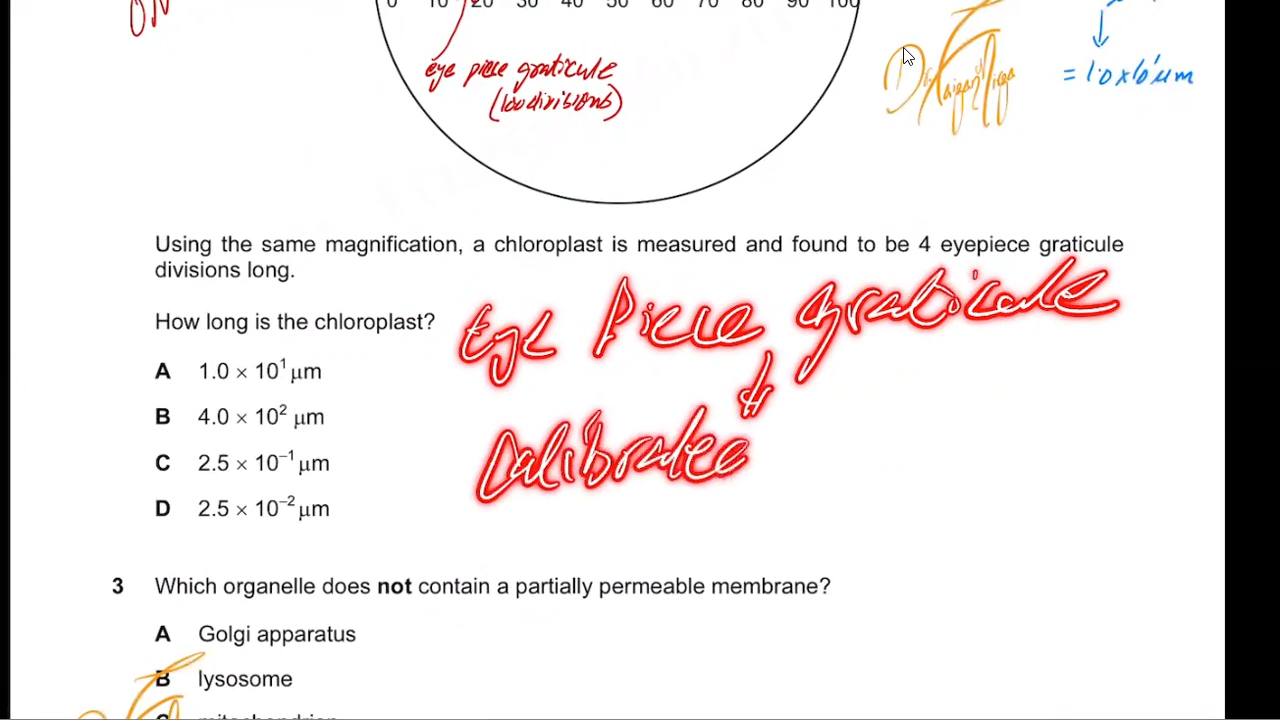 0 10 20 30 40 50 60 70 80 90 100
eye piece graticule
(100 divisions)
= 1.0 x 10¹ µm
Using the same magnification, a chloroplast is measured and found to be 4 eyepiece graticule
divisions long.
How long is the chloroplast?
Eye Piece graticule
A 1.0 × 10¹ µm
B 4.0 × 10² µm
Calibrated
C 2.5 × 10⁻¹ µm
D 2.5 × 10⁻² µm
3 Which organelle does not contain a partially permeable membrane?
A Golgi apparatus
B lysosome
C mitochondrion